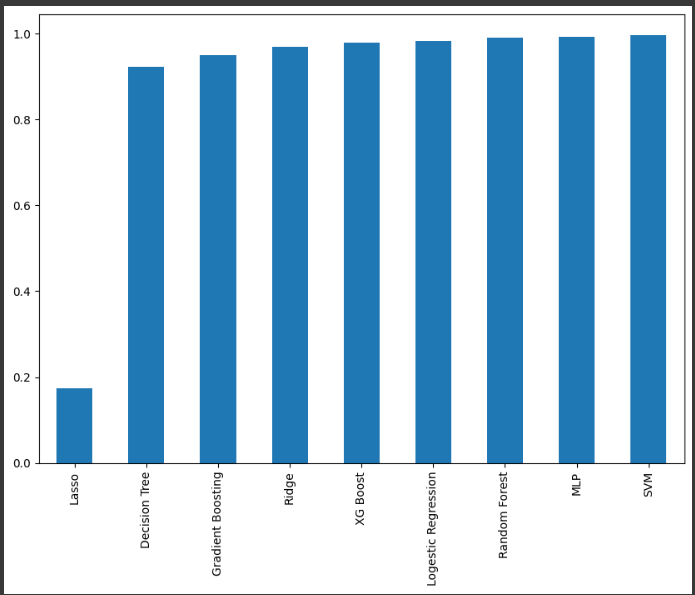 1.0
0.8
0.6
0.4
0.2
0.0
Lasso
Decision Tree
Gradient Boosting
Ridge
XG Boost
Logestic Regression
Random Forest
MLP
SVM